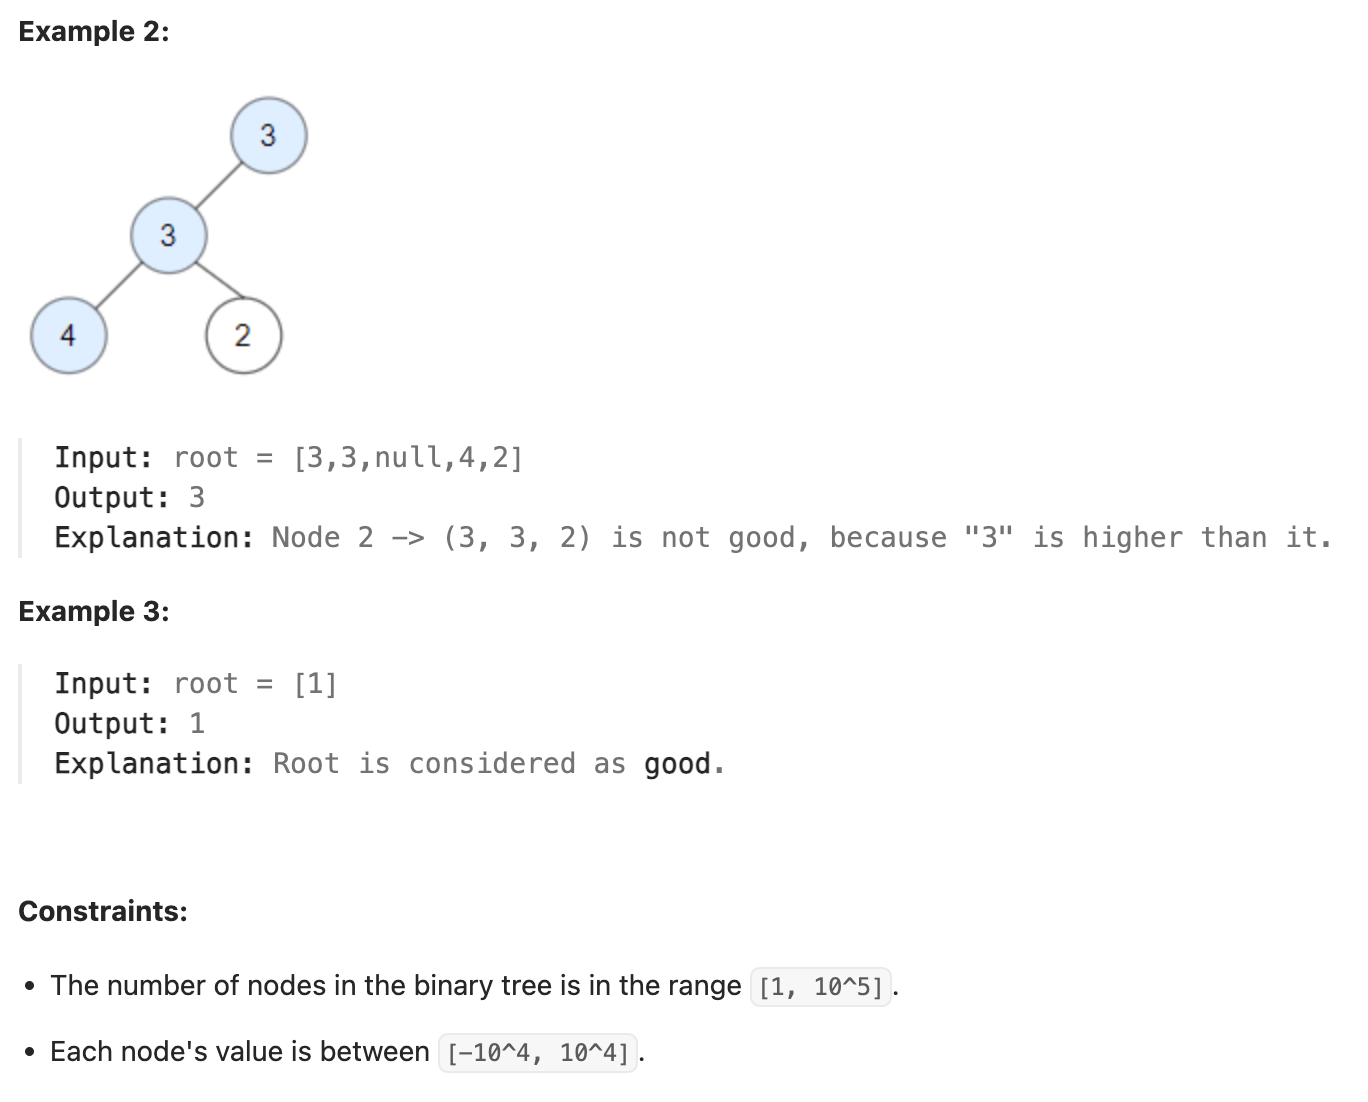 Example 2:
3
3
4 2
Input: root = [3,3,null,4,2]
Output: 3
Explanation: Node 2 -> (3, 3, 2) is not good, because "3" is higher than it.
Example 3:
Input: root = [1]
Output: 1
Explanation: Root is considered as good.
Constraints:
• The number of nodes in the binary tree is in the range [1, 10^5].
• Each node's value is between [-10^4, 10^4].